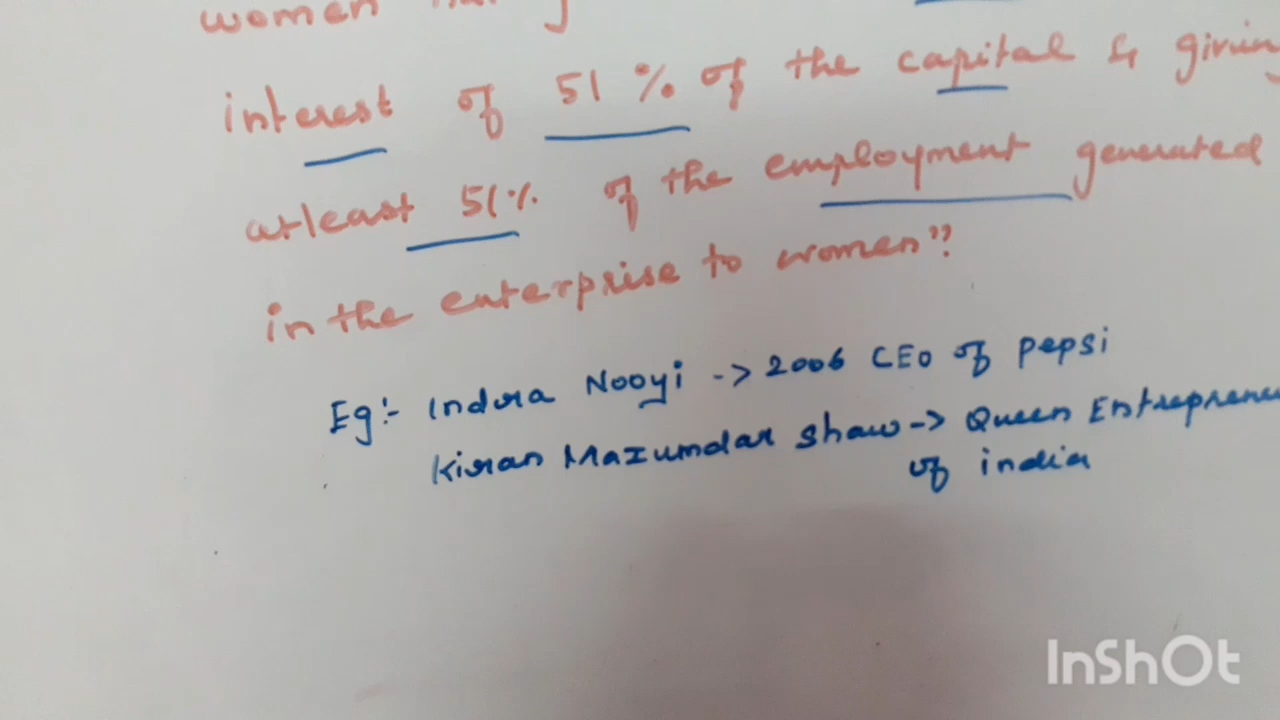 women
interest of 51 % of the capital & giving
atleast 51% of the employment generated
in the enterprise to women"
Eg:- Indra Nooyi -> 2006 CEO of pepsi
Kiran Mazumdar shaw -> Queen Entreprene
of india
InShOt